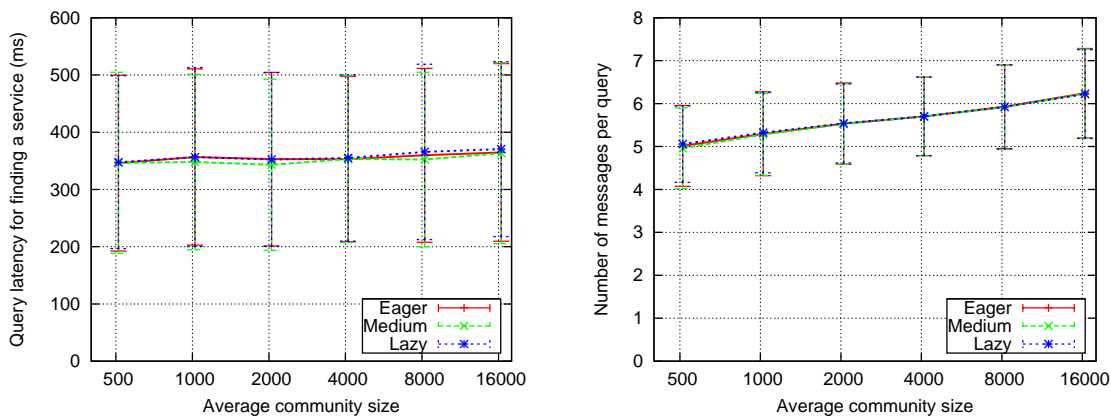 600
500
400
300
200
100
0
Query latency for finding a service (ms)
Eager
Medium
Lazy
500 1000 2000 4000 8000 16000
Average community size
8
7
6
5
4
3
2
1
0
Number of messages per query
Eager
Medium
Lazy
500 1000 2000 4000 8000 16000
Average community size